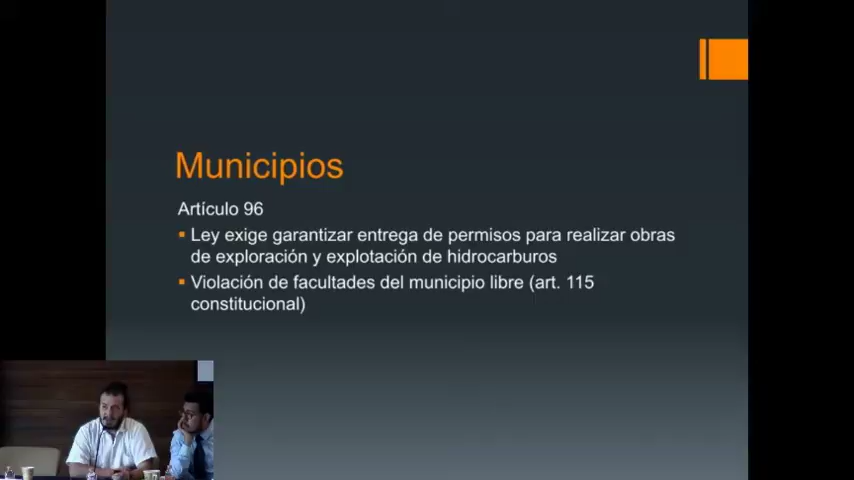 Municipios
Artículo 96
Ley exige garantizar entrega de permisos para realizar obras
de exploración y explotación de hidrocarburos
Violación de facultades del municipio libre (art. 115
constitucional)